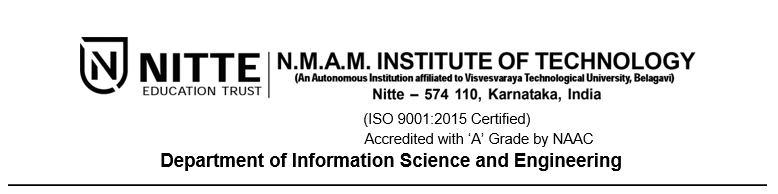 NITTE
EDUCATION TRUST
N.M.A.M. INSTITUTE OF TECHNOLOGY
(An Autonomous Institution affiliated to Visvesvaraya Technological University, Belagavi)
Nitte – 574 110, Karnataka, India
(ISO 9001:2015 Certified)
Accredited with ‘A’ Grade by NAAC
Department of Information Science and Engineering